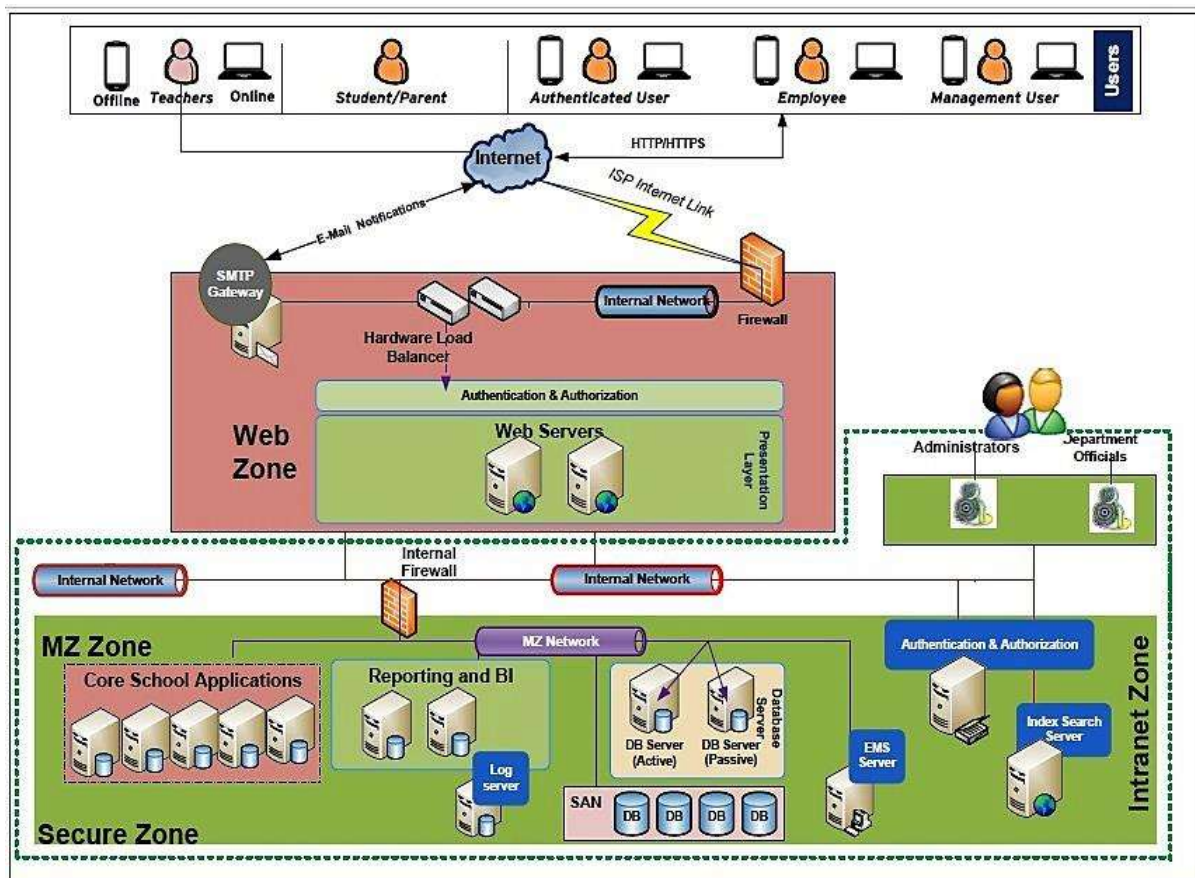 Offline
Teachers
Online
Student/Parent
Authenticated User
Employee
Management User
Users
HTTP/HTTPS
Internet
ISP Internet Link
E-Mail Notifications
SMTP
Gateway
Internal Network
Firewall
Hardware Load
Balancer
Authentication & Authorization
Web
Zone
Web Servers
Presentation
Layer
Administrators
Department
Officials
Internal
Firewall
Internal Network
Internal Network
MZ Zone
MZ Network
Authentication & Authorization
Core School Applications
Reporting and BI
Database
Server
DB Server
(Active)
DB Server
(Passive)
Index Search
Server
EMS
Server
Log
server
Intranet Zone
SAN
DB
DB
DB
DB
Secure Zone